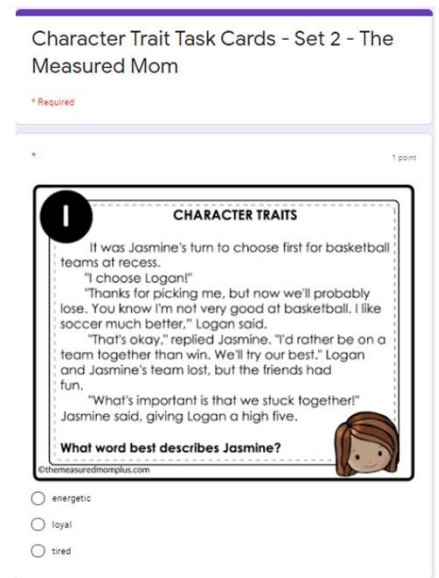 Character Trait Task Cards - Set 2 - The
Measured Mom
* Required
*
1 point
1
CHARACTER TRAITS
It was Jasmine's turn to choose first for basketball
teams at recess.
"I choose Logan!"
"Thanks for picking me, but now we'll probably
lose. You know I'm not very good at basketball. I like
soccer much better," Logan said.
"That's okay," replied Jasmine. "I'd rather be on a
team together than win. We'll try our best." Logan
and Jasmine's team lost, but the friends had
fun.
"What's important is that we stuck together!"
Jasmine said, giving Logan a high five.
What word best describes Jasmine?
©themeasuredmomplus.com
energetic
loyal
tired